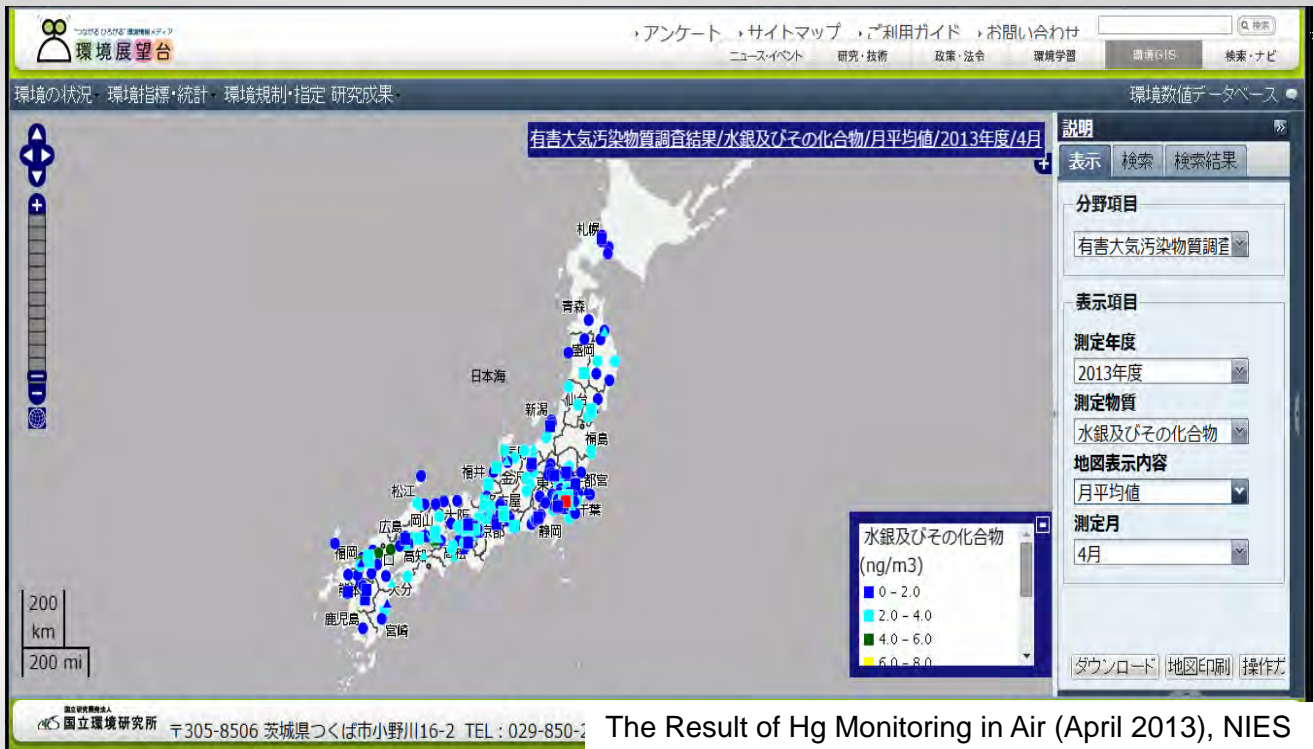 つながる ひろがる 環境情報メディア
環境展望台
アンケート サイトマップ ご利用ガイド お問い合わせ
検索
ニュース・イベント 研究・技術 政策・法令 環境学習 環境GIS 検索・ナビ
環境の状況 環境指標・統計 環境規制・指定 研究成果
環境数値データベース
有害大気汚染物質調査結果/水銀及びその化合物/月平均値/2013年度/4月
札幌
青森
盛岡
日本海
仙台
新潟
福島
福井 金沢
都宮
松江
千葉
広島 岡山 大阪
京都 静岡
福岡
高知
大分
鹿児島
宮崎
200
km
200 mi
水銀及びその化合物
(ng/m3)
0 – 2.0
2.0 – 4.0
4.0 – 6.0
6.0 – 8.0
説明
表示 検索 検索結果
分野項目
有害大気汚染物質調査
表示項目
測定年度
2013年度
測定物質
水銀及びその化合物
地図表示内容
月平均値
測定月
4月
ダウンロード 地図印刷 操作ガ
国立研究開発法人
国立環境研究所 〒305-8506 茨城県つくば市小野川16-2 TEL : 029-850-2
The Result of Hg Monitoring in Air (April 2013), NIES